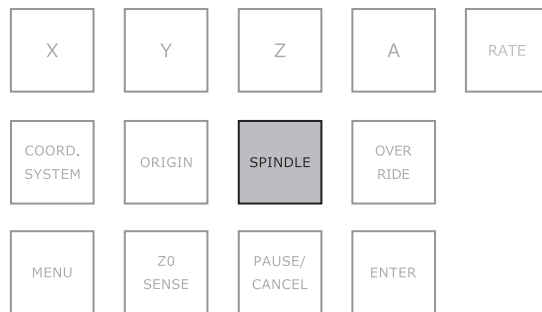 X
Y
Z
A
RATE
COORD.
SYSTEM
ORIGIN
SPINDLE
OVER
RIDE
MENU
Z0
SENSE
PAUSE/
CANCEL
ENTER